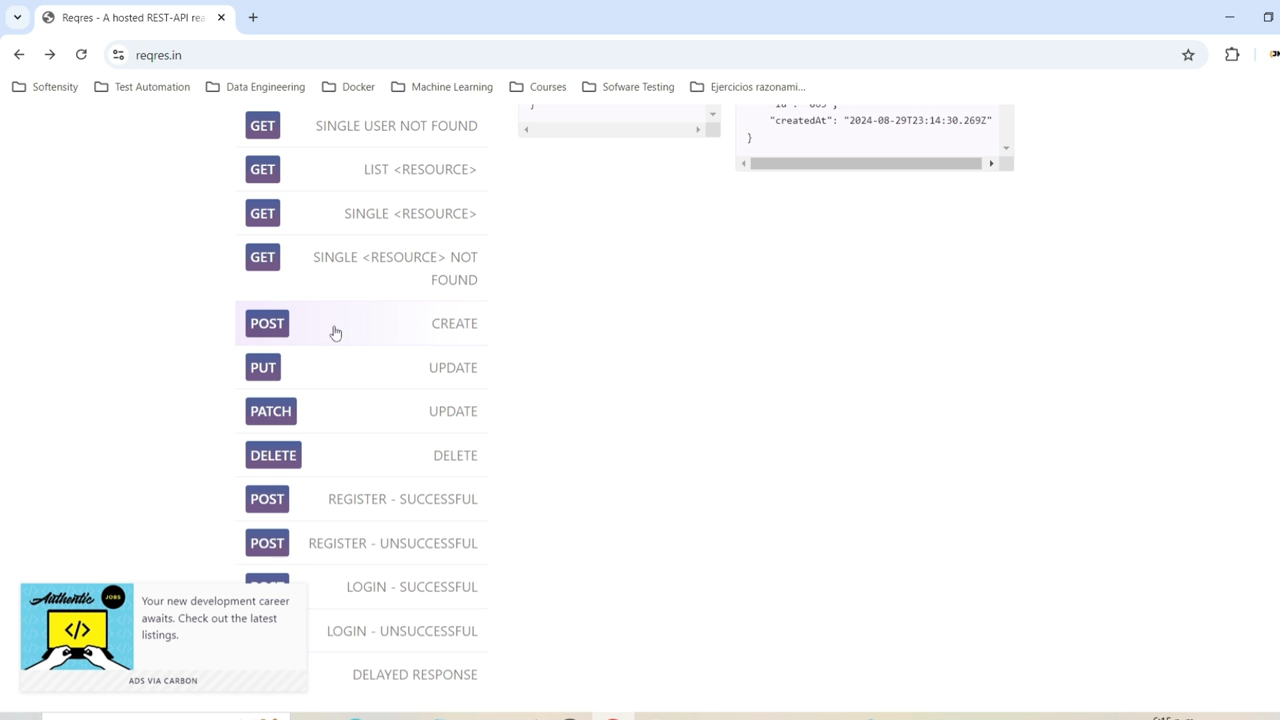 Reqres - A hosted REST-API rea
reqres.in
Softensity
Test Automation
Data Engineering
Docker
Machine Learning
Courses
Sofware Testing
Ejercicios razonami...
GET SINGLE USER NOT FOUND
}
"createdAt": "2024-08-29T23:14:30.269Z"
}
GET LIST <RESOURCE>
GET SINGLE <RESOURCE>
GET SINGLE <RESOURCE> NOT
FOUND
POST CREATE
PUT UPDATE
PATCH UPDATE
DELETE DELETE
POST REGISTER - SUCCESSFUL
POST REGISTER - UNSUCCESSFUL
LOGIN - SUCCESSFUL
LOGIN - UNSUCCESSFUL
DELAYED RESPONSE
Authentic
JOBS
</>
Your new development career
awaits. Check out the latest
listings.
ADS VIA CARBON